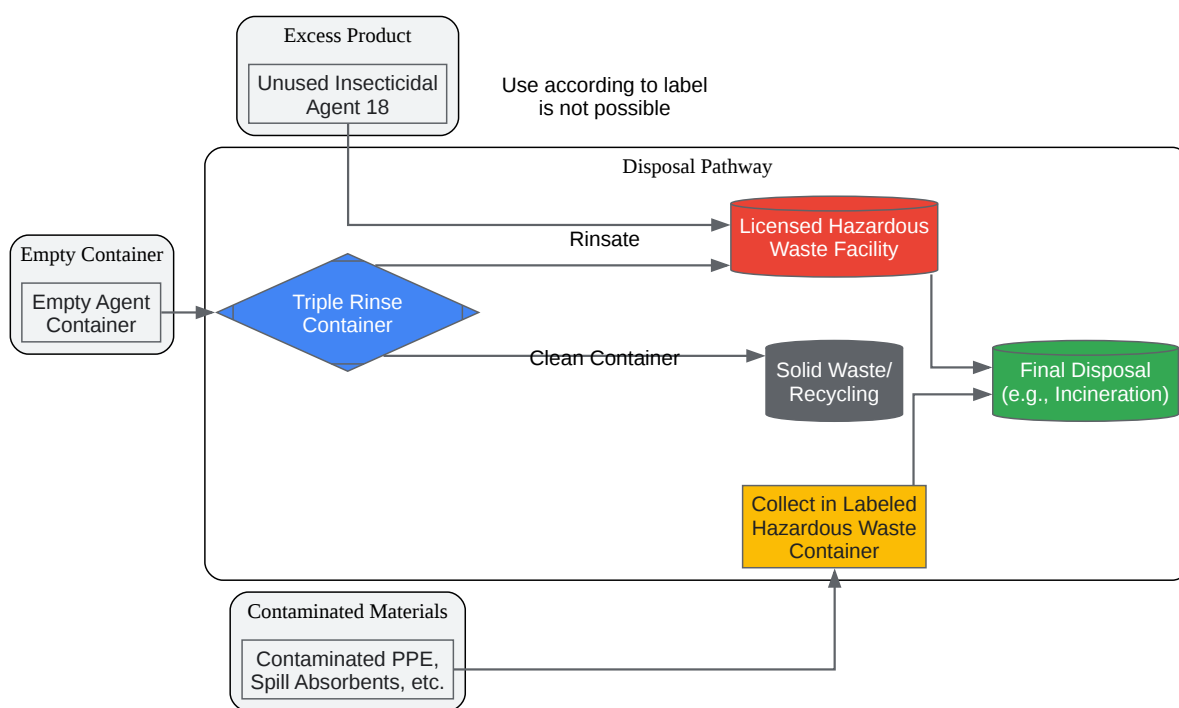 Excess Product
Unused Insecticidal
Agent 18
Use according to label
is not possible
Disposal Pathway
Licensed Hazardous
Waste Facility
Rinsate
Empty Container
Empty Agent
Container
Triple Rinse
Container
Clean Container
Solid Waste/
Recycling
Final Disposal
(e.g., Incineration)
Collect in Labeled
Hazardous Waste
Container
Contaminated Materials
Contaminated PPE,
Spill Absorbents, etc.